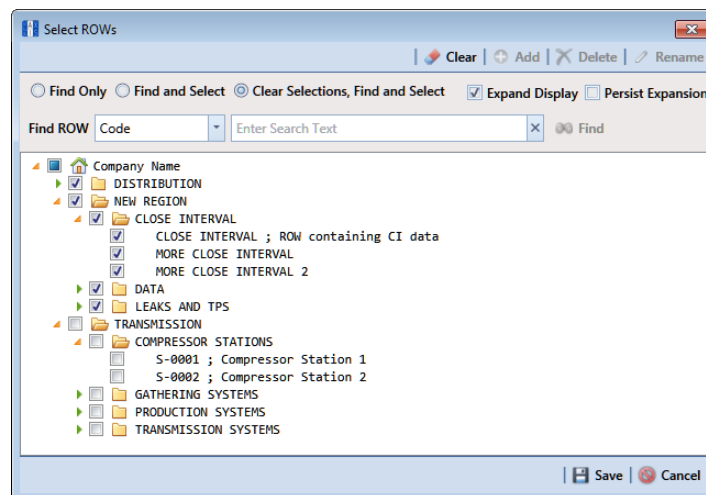 Select ROWs
Clear Add Delete Rename
Find Only Find and Select Clear Selections, Find and Select Expand Display Persist Expansion
Find ROW Code Enter Search Text Find
Company Name
DISTRIBUTION
NEW REGION
CLOSE INTERVAL
CLOSE INTERVAL ; ROW containing CI data
MORE CLOSE INTERVAL
MORE CLOSE INTERVAL 2
DATA
LEAKS AND TPS
TRANSMISSION
COMPRESSOR STATIONS
S-0001 ; Compressor Station 1
S-0002 ; Compressor Station 2
GATHERING SYSTEMS
PRODUCTION SYSTEMS
TRANSMISSION SYSTEMS
Save Cancel